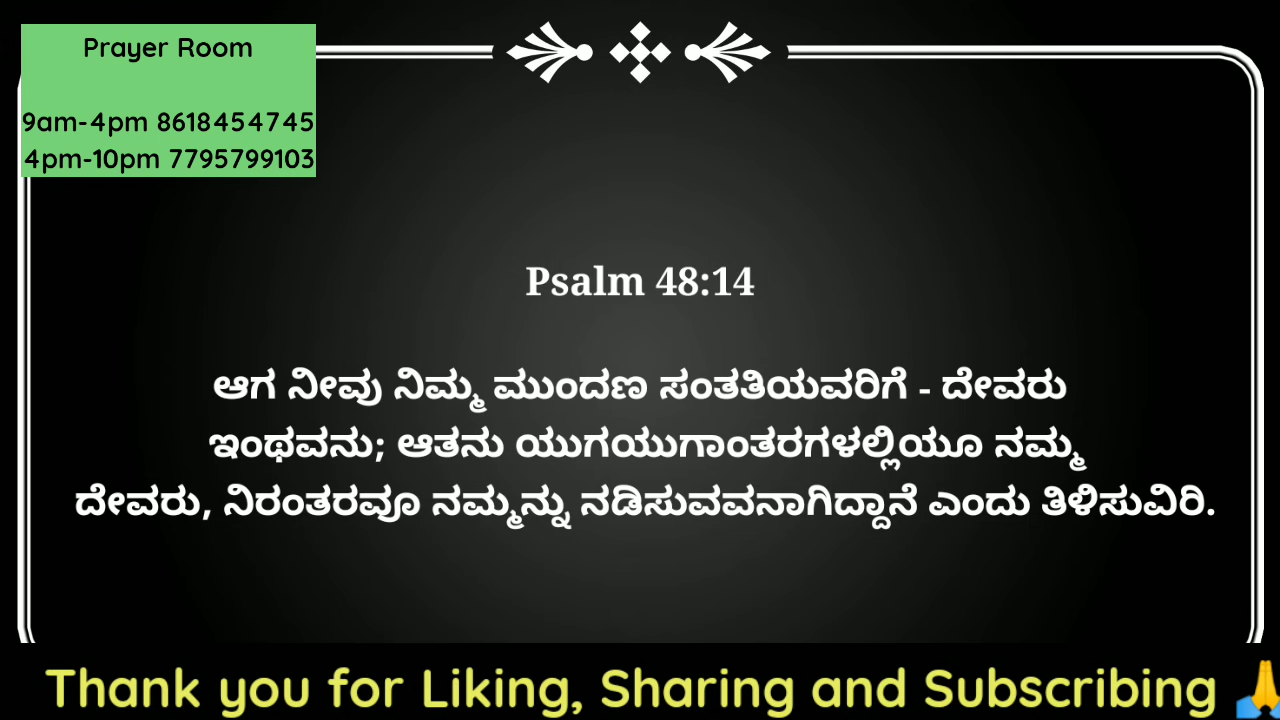 Prayer Room
9am-4pm 8618454745
4pm-10pm 7795799103
Psalm 48:14
ಆಗ ನೀವು ನಿಮ್ಮ ಮುಂದಣ ಸಂತತಿಯವರಿಗೆ - ದೇವರು
ಇಂಥವನು; ಆತನು ಯುಗಯುಗಾಂತರಗಳಲ್ಲಿಯೂ ನಮ್ಮ
ದೇವರು, ನಿರಂತರವೂ ನಮ್ಮನ್ನು ನಡಿಸುವವನಾಗಿದ್ದಾನೆ ಎಂದು ತಿಳಿಸುವಿರಿ.
Thank you for Liking, Sharing and Subscribing 🙏